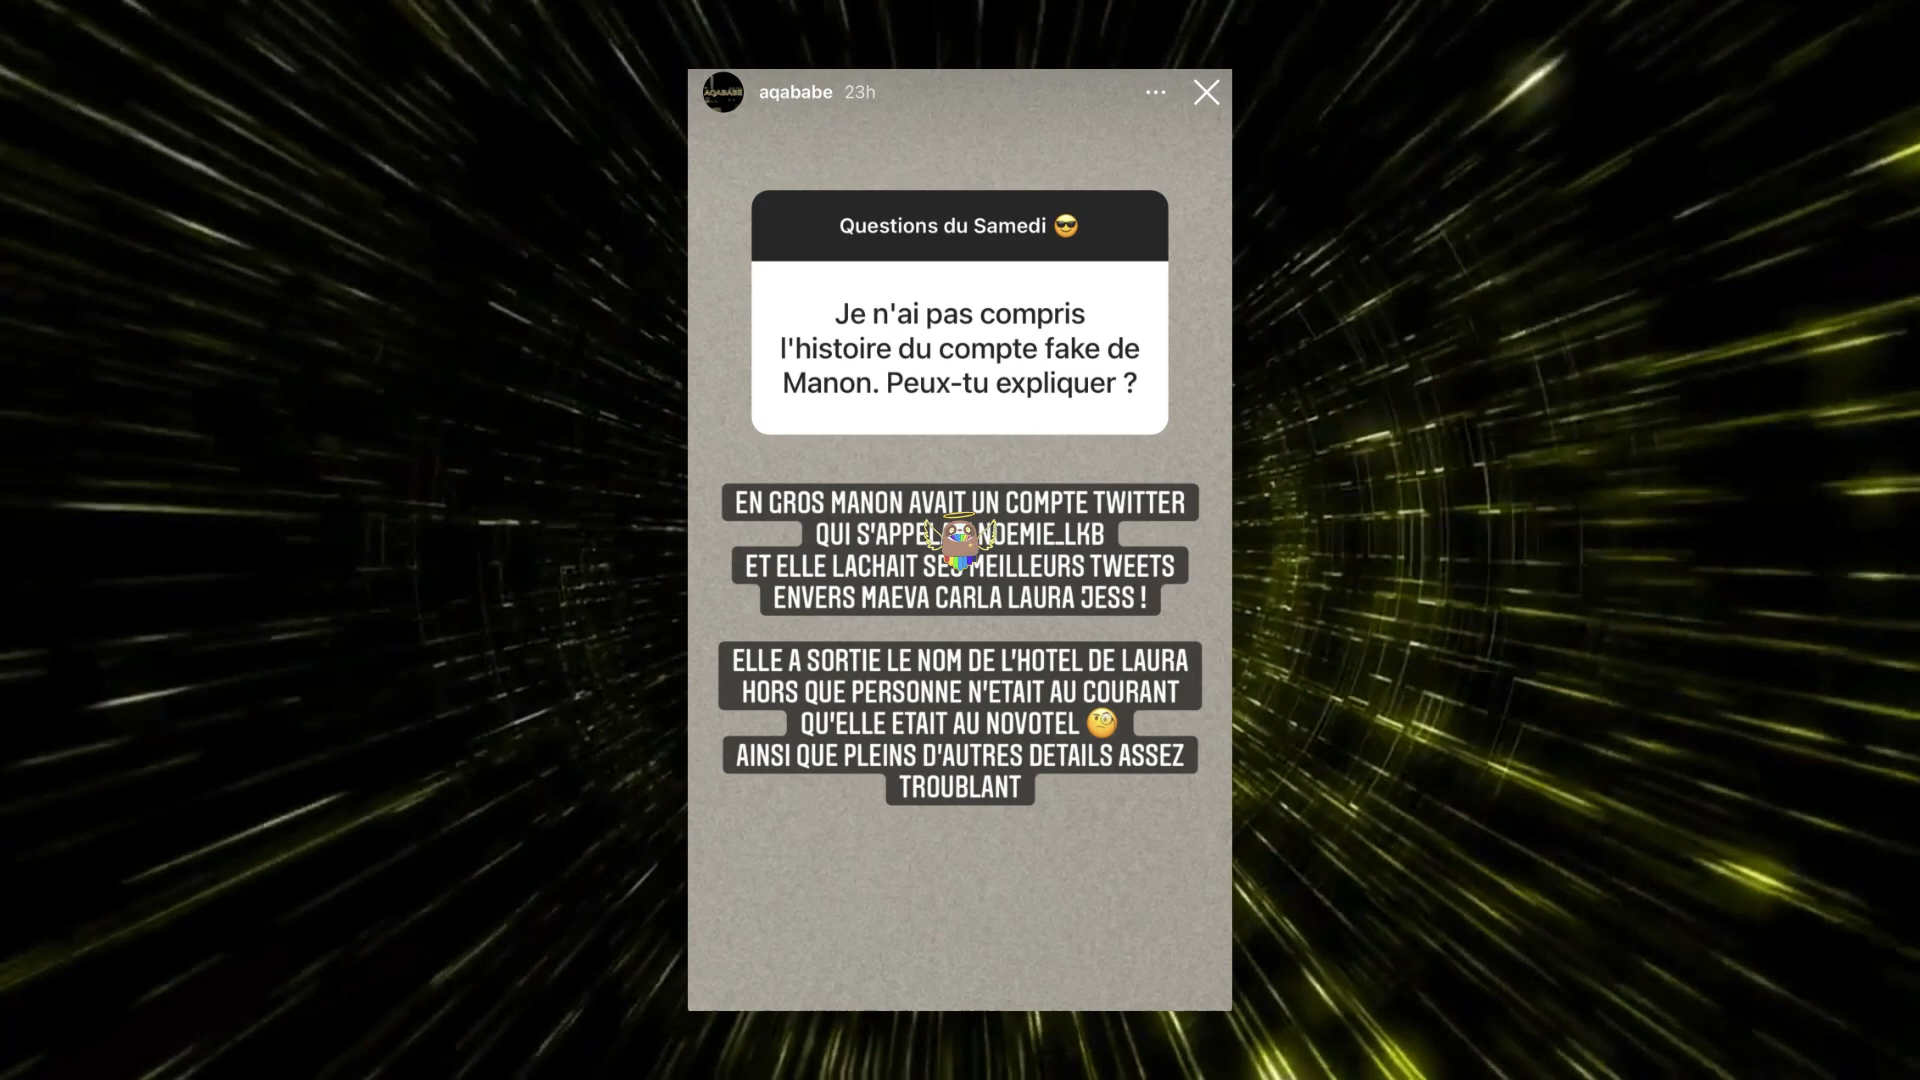 AQABABE
aqababe 23h
Questions du Samedi 😎
Je n'ai pas compris
l'histoire du compte fake de
Manon. Peux-tu expliquer ?
EN GROS MANON AVAIT UN COMPTE TWITTER
QUI
ET ELLE LACHAIT SES MEILLEURS TWEETS
ENVERS MAEVA CARLA LAURA JESS !
ELLE A SORTIE LE NOM DE L'HOTEL DE LAURA
HORS QUE PERSONNE N'ETAIT AU COURANT
QU'ELLE ETAIT AU NOVOTEL 🧐
AINSI QUE PLEINS D'AUTRES DETAILS ASSEZ
TROUBLANT